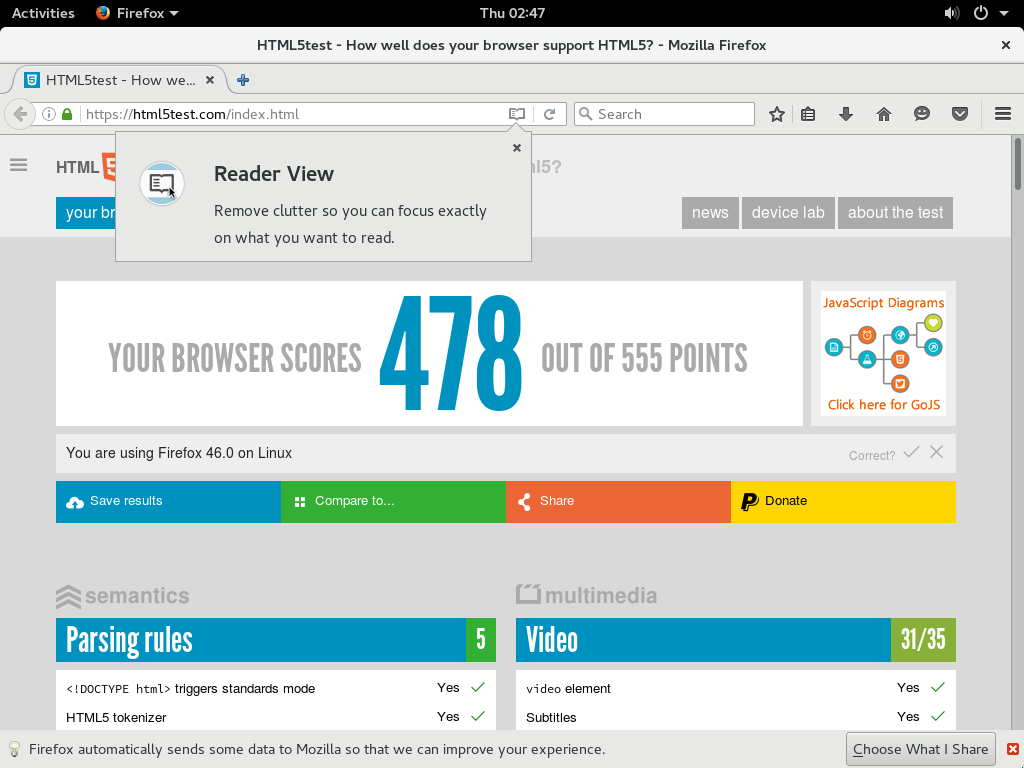 Activities Firefox Thu 02:47
HTML5test - How well does your browser support HTML5? - Mozilla Firefox
HTML5test - How we...
https://html5test.com/index.html Search
HTML ml5?
Reader View
Remove clutter so you can focus exactly
on what you want to read.
your br news device lab about the test
YOUR BROWSER SCORES 478 OUT OF 555 POINTS
JavaScript Diagrams
Click here for GoJS
You are using Firefox 46.0 on Linux Correct?
Save results Compare to... Share Donate
semantics multimedia
Parsing rules 5 Video 31/35
<!DOCTYPE html> triggers standards mode Yes video element Yes
HTML5 tokenizer Yes Subtitles Yes
Firefox automatically sends some data to Mozilla so that we can improve your experience. Choose What I Share